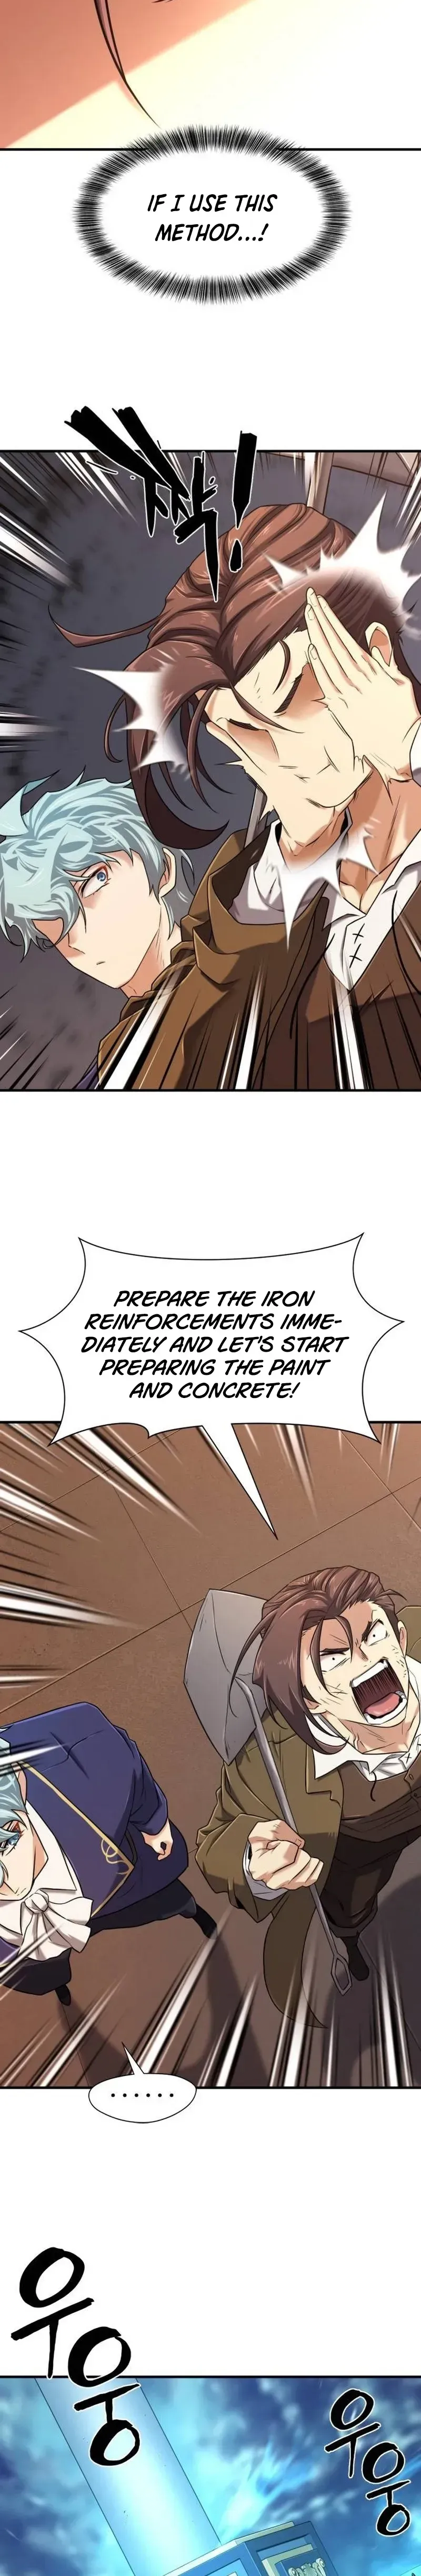 IF I USE THIS
METHOD...!
짝!
PREPARE THE IRON
REINFORCEMENTS IMME-
DIATELY AND LET'S START
PREPARING THE PAINT
AND CONCRETE!
......
우웅
우웅